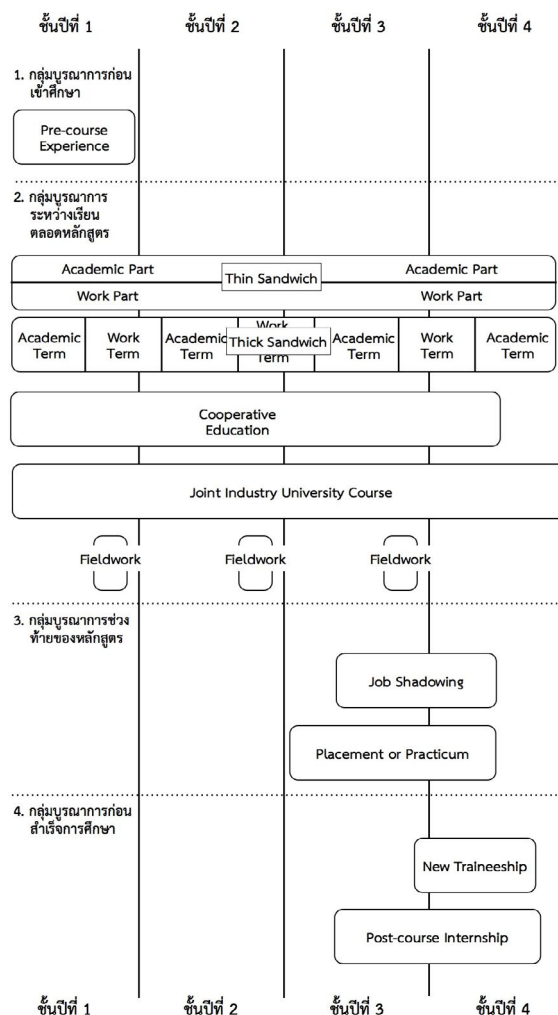 ชั้นปีที่ 1 ชั้นปีที่ 2 ชั้นปีที่ 3 ชั้นปีที่ 4
1. กลุ่มบูรณาการก่อน
เข้าศึกษา
Pre-course
Experience
2. กลุ่มบูรณาการ
ระหว่างเรียน
ตลอดหลักสูตร
Academic Part Academic Part
Thin Sandwich
Work Part Work Part
Academic Term
Work Term
Academic Term
Work Term
Thick Sandwich
Academic Term
Work Term
Academic Term
Cooperative
Education
Joint Industry University Course
Fieldwork Fieldwork Fieldwork
3. กลุ่มบูรณาการช่วง
ท้ายของหลักสูตร
Job Shadowing
Placement or Practicum
4. กลุ่มบูรณาการก่อน
สำเร็จการศึกษา
New Traineeship
Post-course Internship
ชั้นปีที่ 1 ชั้นปีที่ 2 ชั้นปีที่ 3 ชั้นปีที่ 4